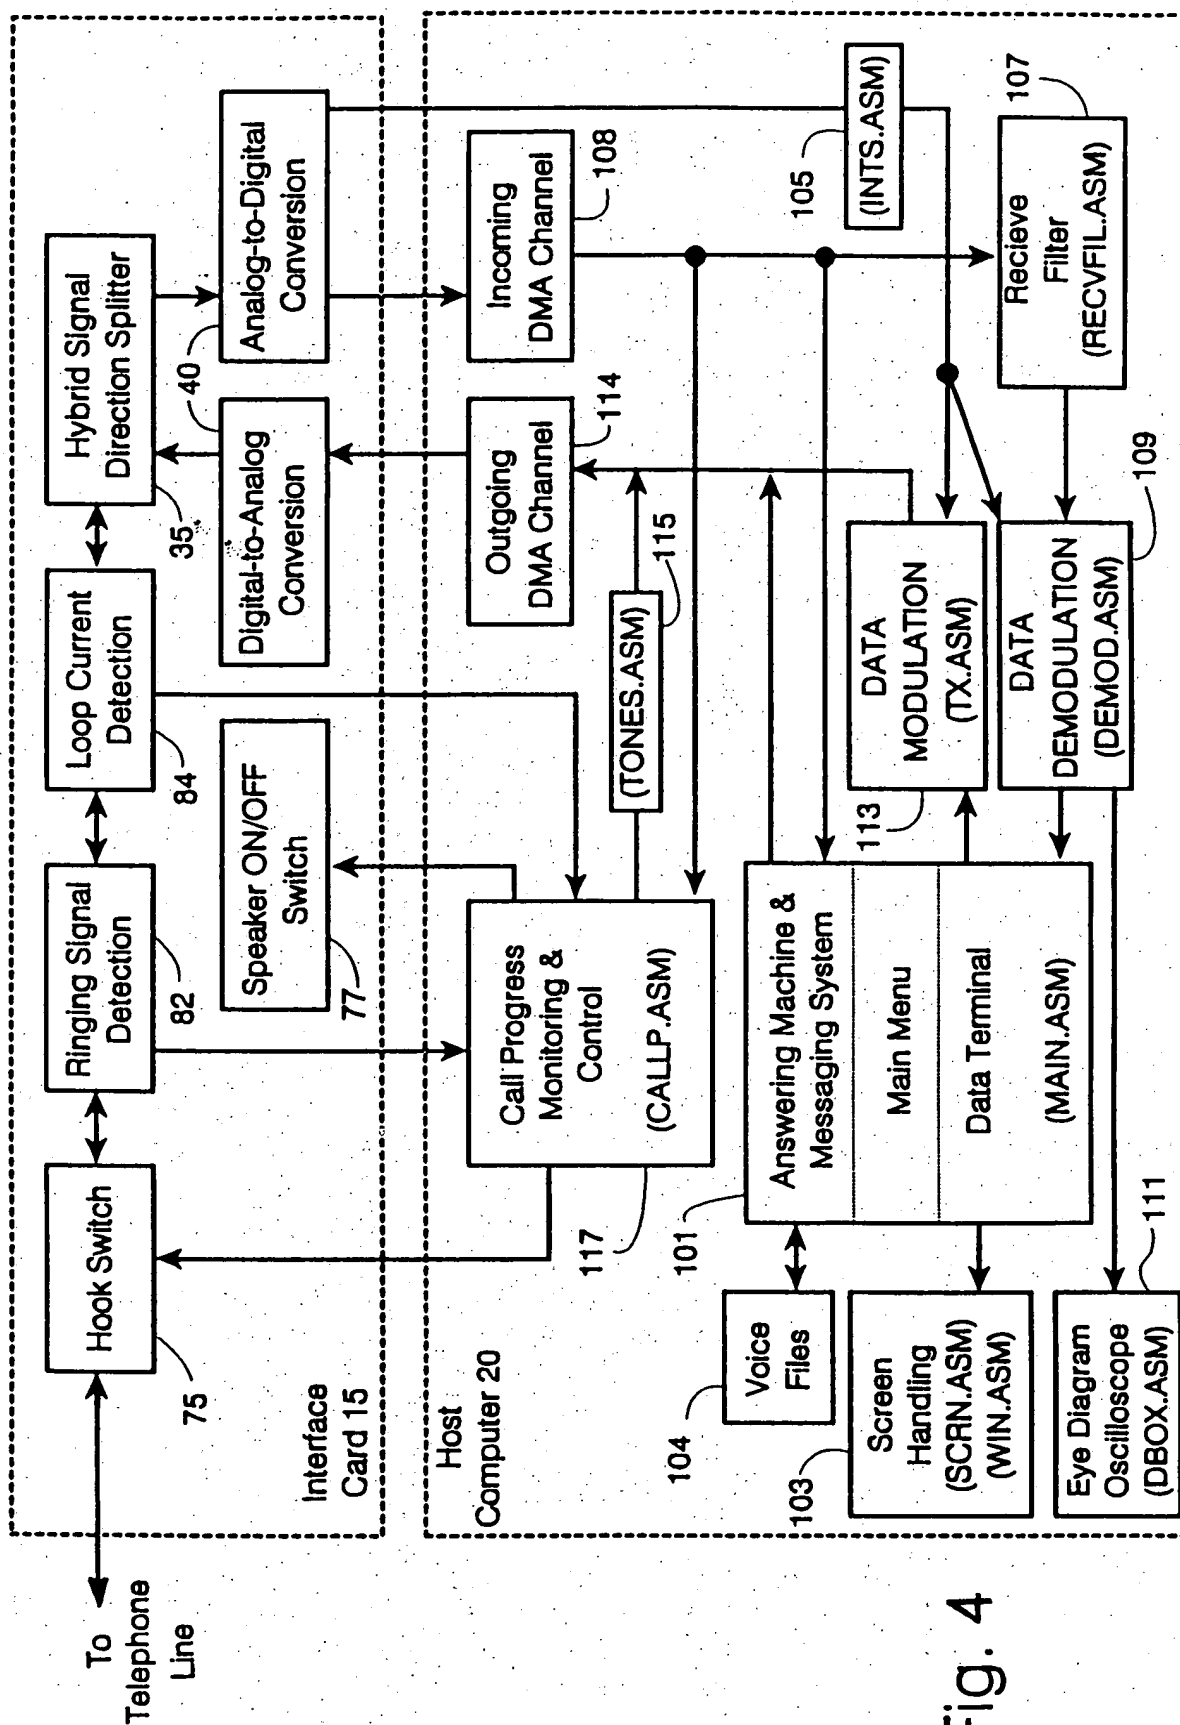 To
Telephone
Line
Hook Switch
75
Ringing Signal
Detection
82
Loop Current
Detection
84
Hybrid Signal
Direction Splitter
35
Speaker ON/OFF
Switch
77
Digital-to-Analog
Conversion
40
Analog-to-Digital
Conversion
Interface
Card 15
Host
Computer 20
Call Progress
Monitoring &
Control
(CALLP.ASM)
117
Outgoing
DMA Channel
114
Incoming
DMA Channel
108
(TONES.ASM)
115
(INTS.ASM)
105
Voice
Files
104
101
Answering Machine &
Messaging System
Main Menu
Data Terminal
(MAIN.ASM)
113
DATA
MODULATION
(TX.ASM)
Screen
Handling
(SCRN.ASM)
(WIN.ASM)
103
DATA
DEMODULATION
(DEMOD.ASM)
109
Recieve
Filter
(RECVFIL.ASM)
107
Eye Diagram
Oscilloscope
(DBOX.ASM)
111
Fig. 4